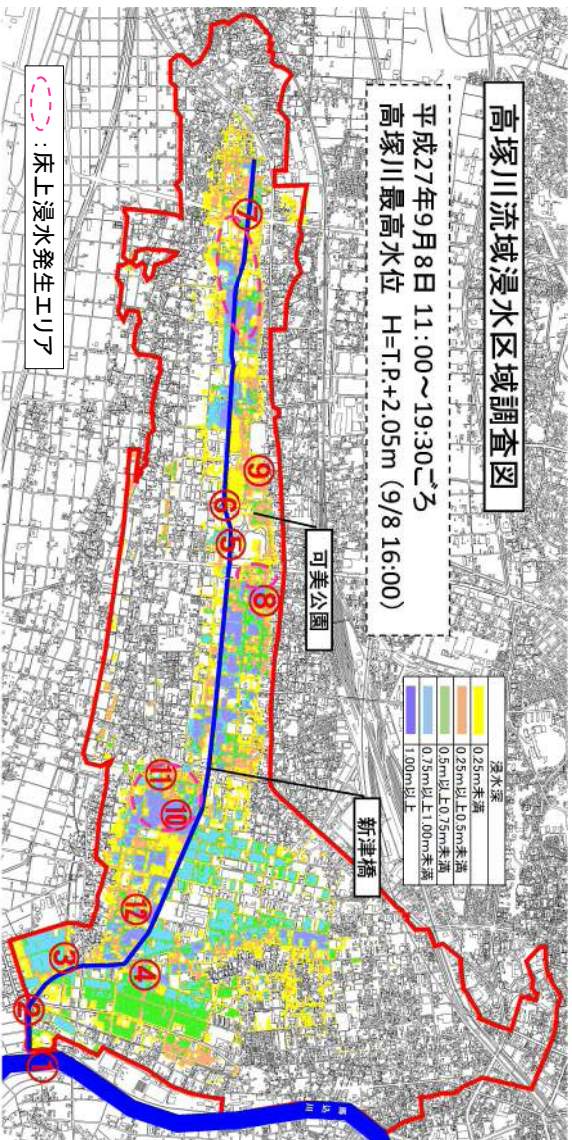 高塚川流域浸水区域調査図
平成27年9月8日 11:00～19:30ごろ
高塚川最高水位 H=T.P.+2.05m (9/8 16:00)
浸水深
0.25m未満
0.25m以上0.5m未満
0.5m以上0.75m未満
0.75m以上1.00m未満
1.00m以上
可美公園
新津橋
⑦
⑨
⑥
⑤
⑧
⑪
⑩
⑫
④
③
②
①
馬込川
:床上浸水発生エリア